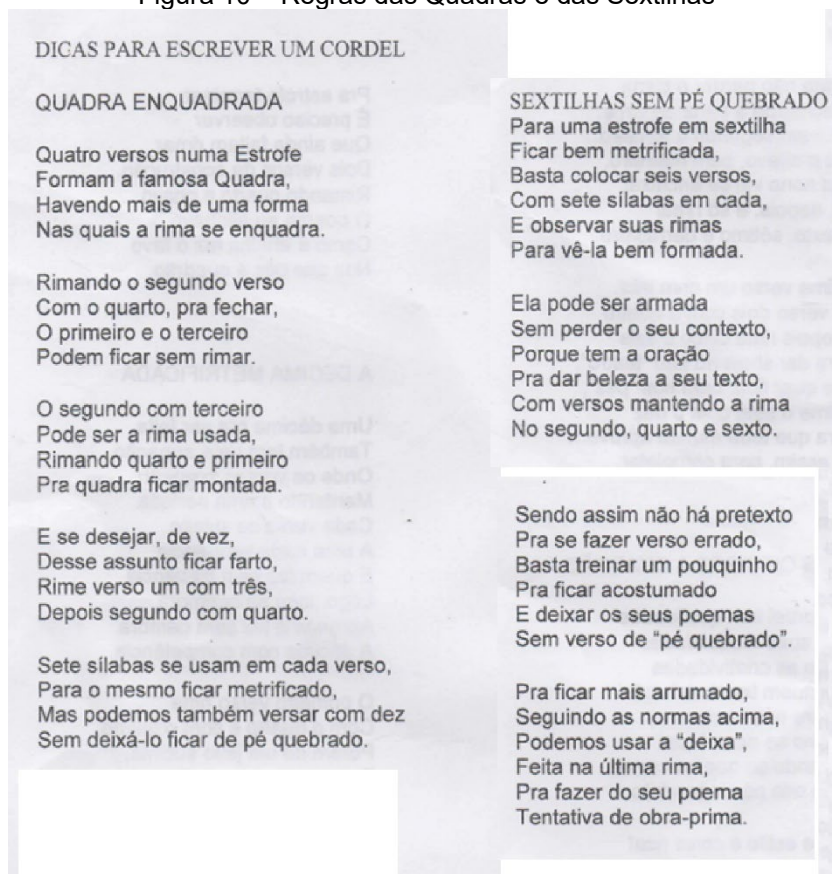 Figura 10 – Regras das Quadras e das Sextilhas
DICAS PARA ESCREVER UM CORDEL
QUADRA ENQUADRADA
Quatro versos numa Estrofe
Formam a famosa Quadra,
Havendo mais de uma forma
Nas quais a rima se enquadra.
Rimando o segundo verso
Com o quarto, pra fechar,
O primeiro e o terceiro
Podem ficar sem rimar.
O segundo com terceiro
Pode ser a rima usada,
Rimando quarto e primeiro
Pra quadra ficar montada.
E se desejar, de vez,
Desse assunto ficar farto,
Rime verso um com três,
Depois segundo com quarto.
Sete sílabas se usam em cada verso,
Para o mesmo ficar metrificado,
Mas podemos também versar com dez
Sem deixá-lo ficar de pé quebrado.
SEXTILHAS SEM PÉ QUEBRADO
Para uma estrofe em sextilha
Ficar bem metrificada,
Basta colocar seis versos,
Com sete sílabas em cada,
E observar suas rimas
Para vê-la bem formada.
Ela pode ser armada
Sem perder o seu contexto,
Porque tem a oração
Pra dar beleza a seu texto,
Com versos mantendo a rima
No segundo, quarto e sexto.
Sendo assim não há pretexto
Pra se fazer verso errado,
Basta treinar um pouquinho
Pra ficar acostumado
E deixar os seus poemas
Sem verso de “pé quebrado”.
Pra ficar mais arrumado,
Seguindo as normas acima,
Podemos usar a “deixa”,
Feita na última rima,
Pra fazer do seu poema
Tentativa de obra-prima.